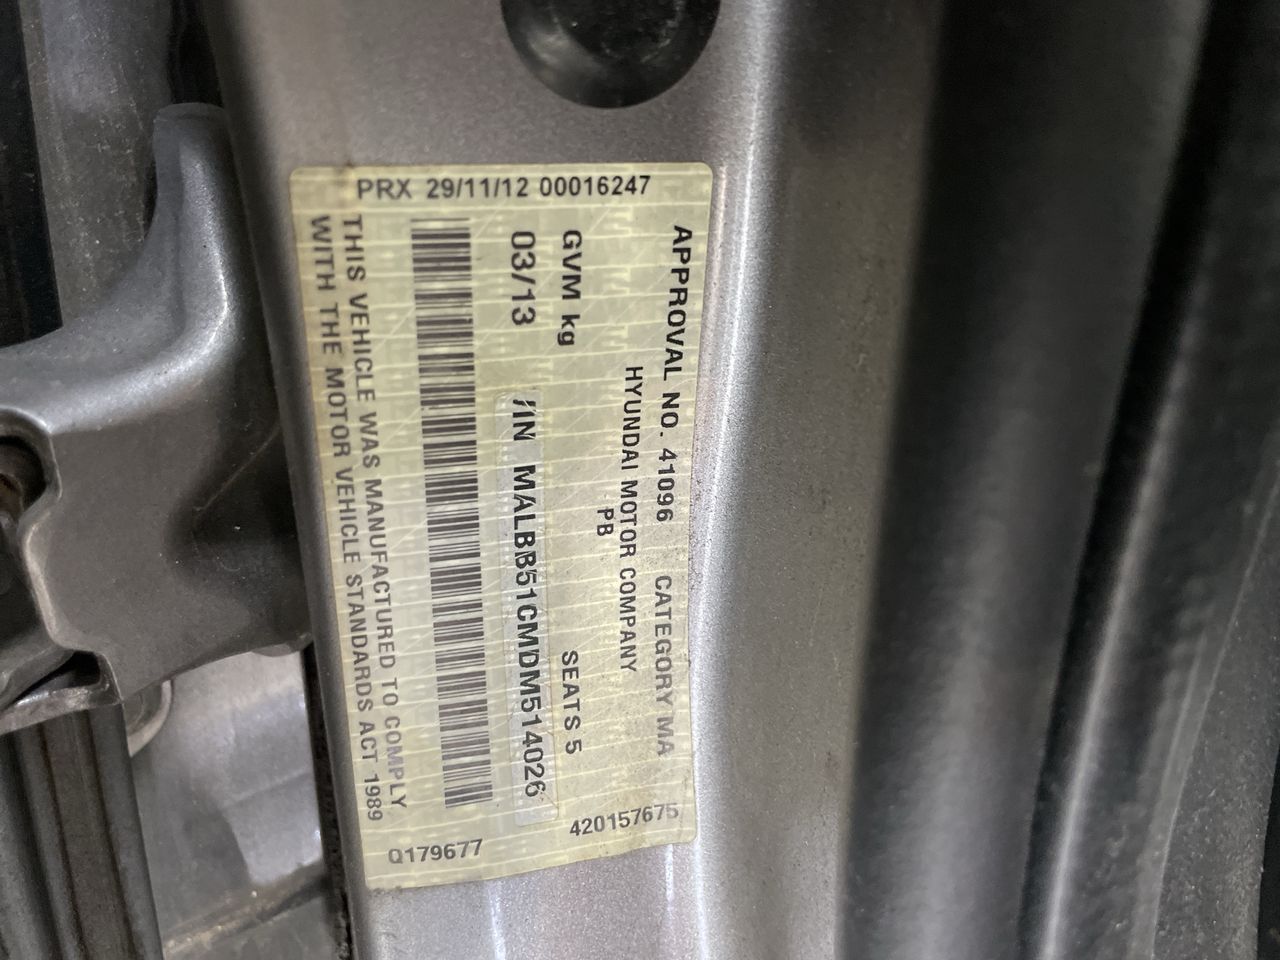 PRX 29/11/12 00016247
APPROVAL NO. 41096 CATEGORY MA
HYUNDAI MOTOR COMPANY
PB
GVM kg SEATS 5
03/13
VIN MALBB51CMDM514026
THIS VEHICLE WAS MANUFACTURED TO COMPLY
WITH THE MOTOR VEHICLE STANDARDS ACT 1989
420157675
Q179677